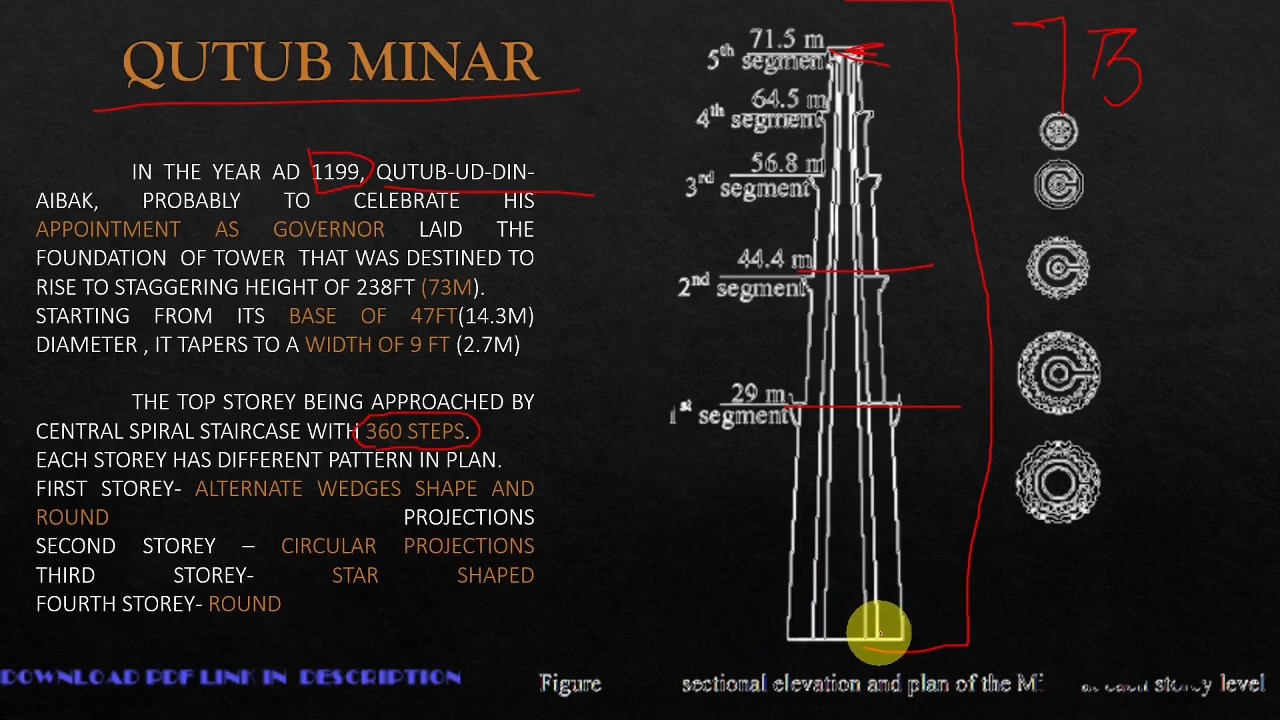 QUTUB MINAR
IN THE YEAR AD 1199, QUTUB-UD-DIN-
AIBAK, PROBABLY TO CELEBRATE HIS
APPOINTMENT AS GOVERNOR LAID THE
FOUNDATION OF TOWER THAT WAS DESTINED TO
RISE TO STAGGERING HEIGHT OF 238FT (73M).
STARTING FROM ITS BASE OF 47FT(14.3M)
DIAMETER , IT TAPERS TO A WIDTH OF 9 FT (2.7M)
THE TOP STOREY BEING APPROACHED BY
CENTRAL SPIRAL STAIRCASE WITH 360 STEPS.
EACH STOREY HAS DIFFERENT PATTERN IN PLAN.
FIRST STOREY- ALTERNATE WEDGES SHAPE AND
ROUND PROJECTIONS
SECOND STOREY – CIRCULAR PROJECTIONS
THIRD STOREY- STAR SHAPED
FOURTH STOREY- ROUND
71.5 m
5th segment
64.5 m
4th segment
56.8 m
3rd segment
44.4 m
2nd segment
29 m
1st segment
DOWNLOAD PDF LINK IN DESCRIPTION
Figure sectional elevation and plan of the storey level